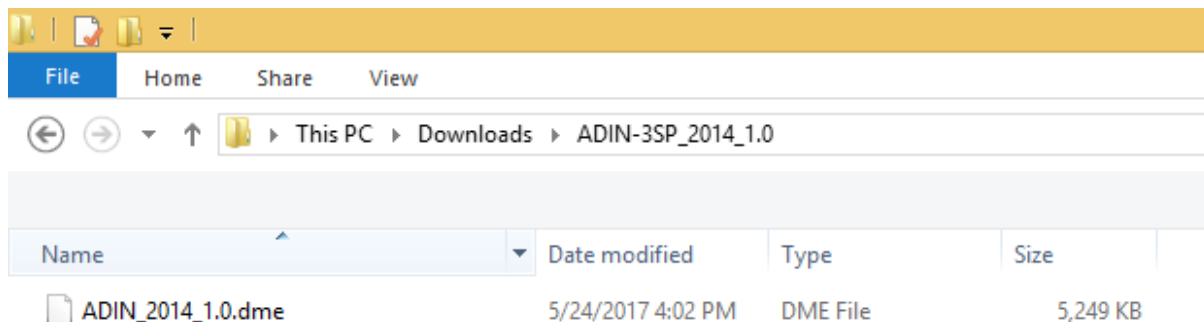 File Home Share View
This PC Downloads ADIN-3SP_2014_1.0
Name Date modified Type Size
ADIN_2014_1.0.dme 5/24/2017 4:02 PM DME File 5,249 KB